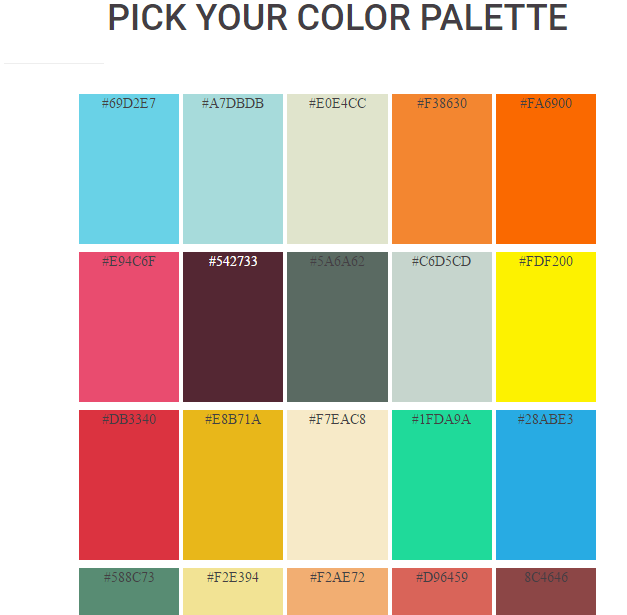 PICK YOUR COLOR PALETTE
#69D2E7 #A7DBDB #E0E4CC #F38630 #FA6900
#E94C6F #542733 #5A6A62 #C6D5CD #FDF200
#DB3340 #E8B71A #F7EAC8 #1FDA9A #28ABE3
#588C73 #F2E394 #F2AE72 #D96459 8C4646